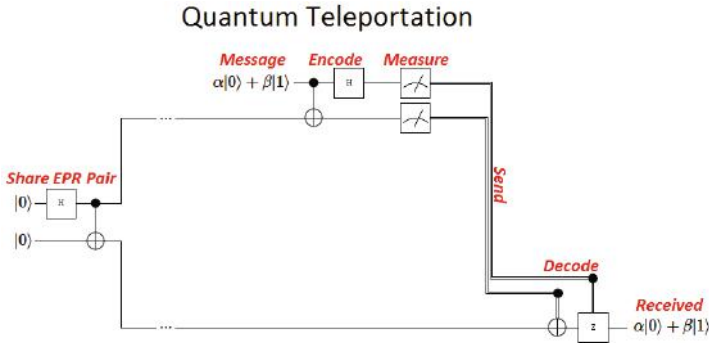 Quantum Teleportation
Message Encode Measure
α|0⟩ + β|1⟩ H
... 
Share EPR Pair
|0⟩ H
Send
|0⟩
Decode
Received
... Z α|0⟩ + β|1⟩